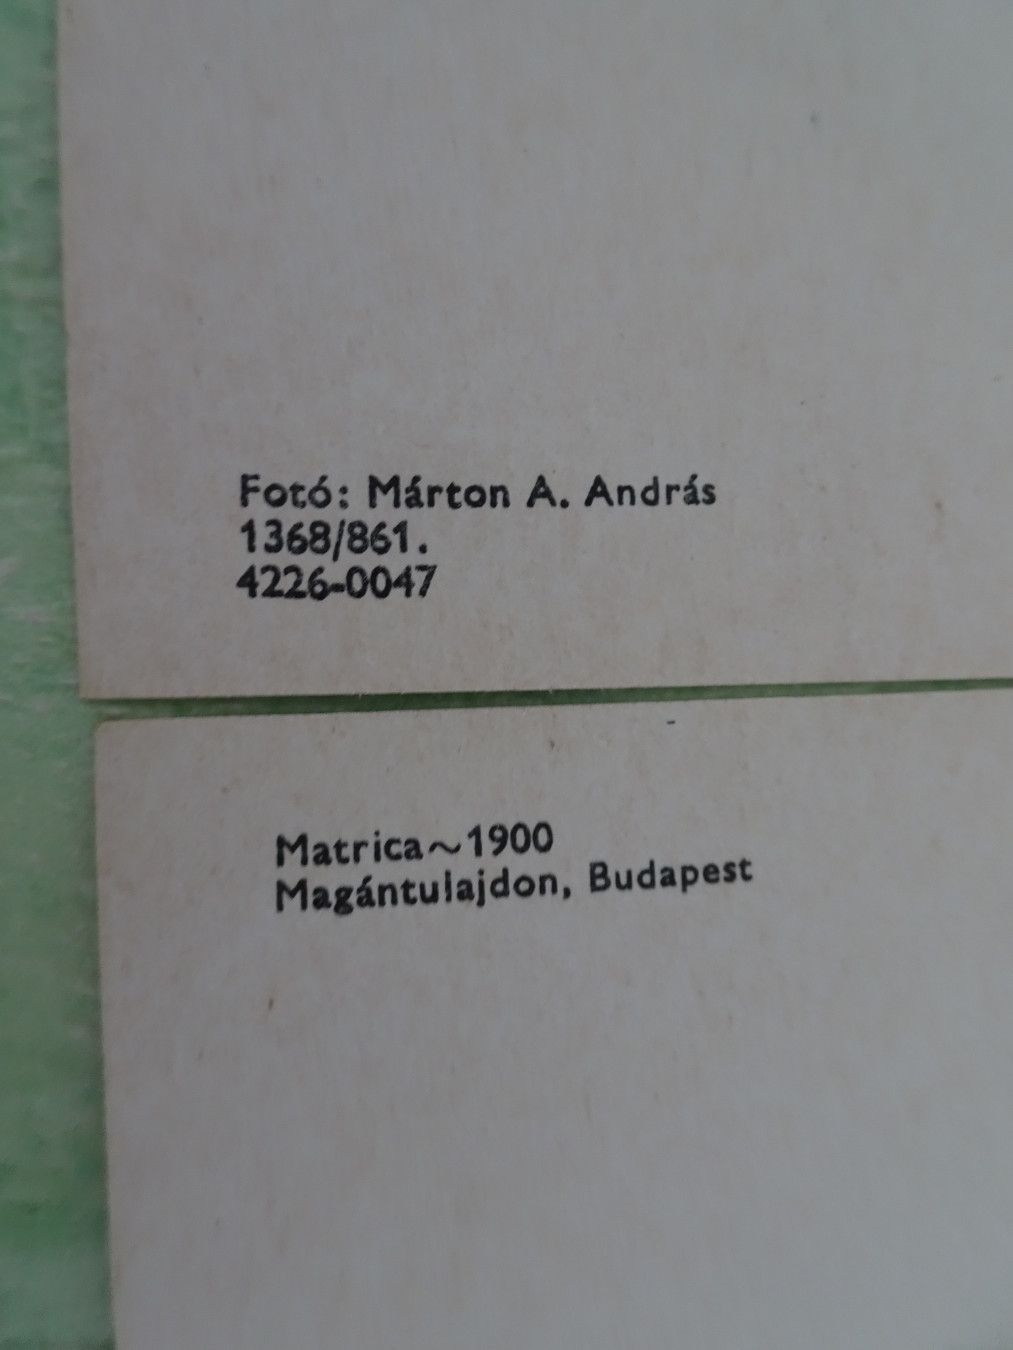 Fotó: Márton A. András
1368/861.
4226-0047
Matrica~1900
Magántulajdon, Budapest